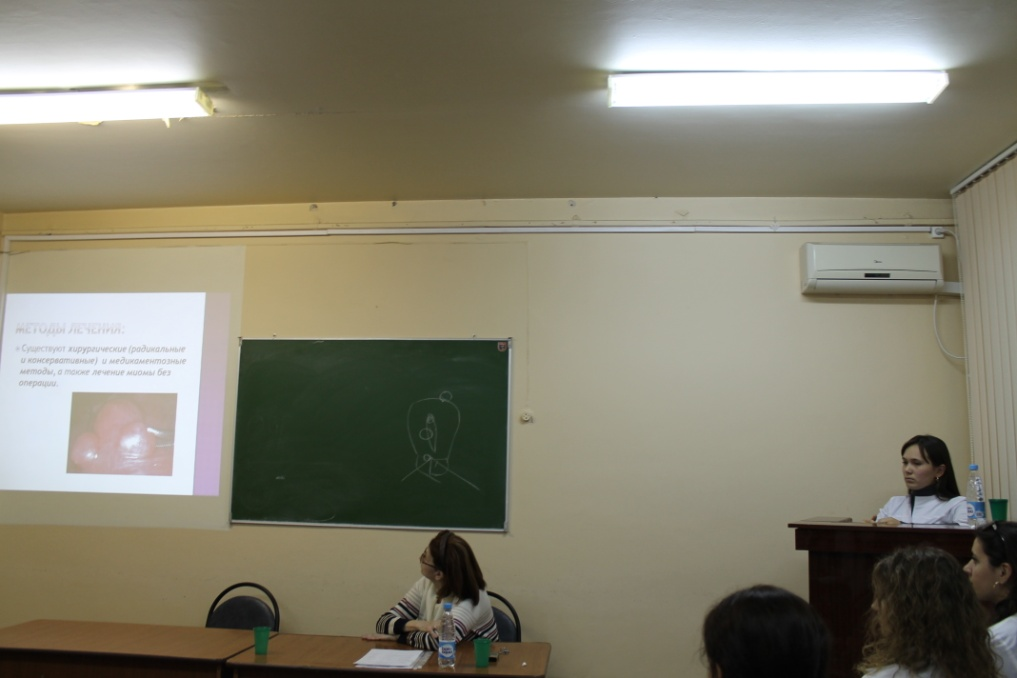 МЕТОДЫ ЛЕЧЕНИЯ:
Существуют хирургические (радикальные
и консервативные) и медикаментозные
методы, а также лечение миомы без
операции.